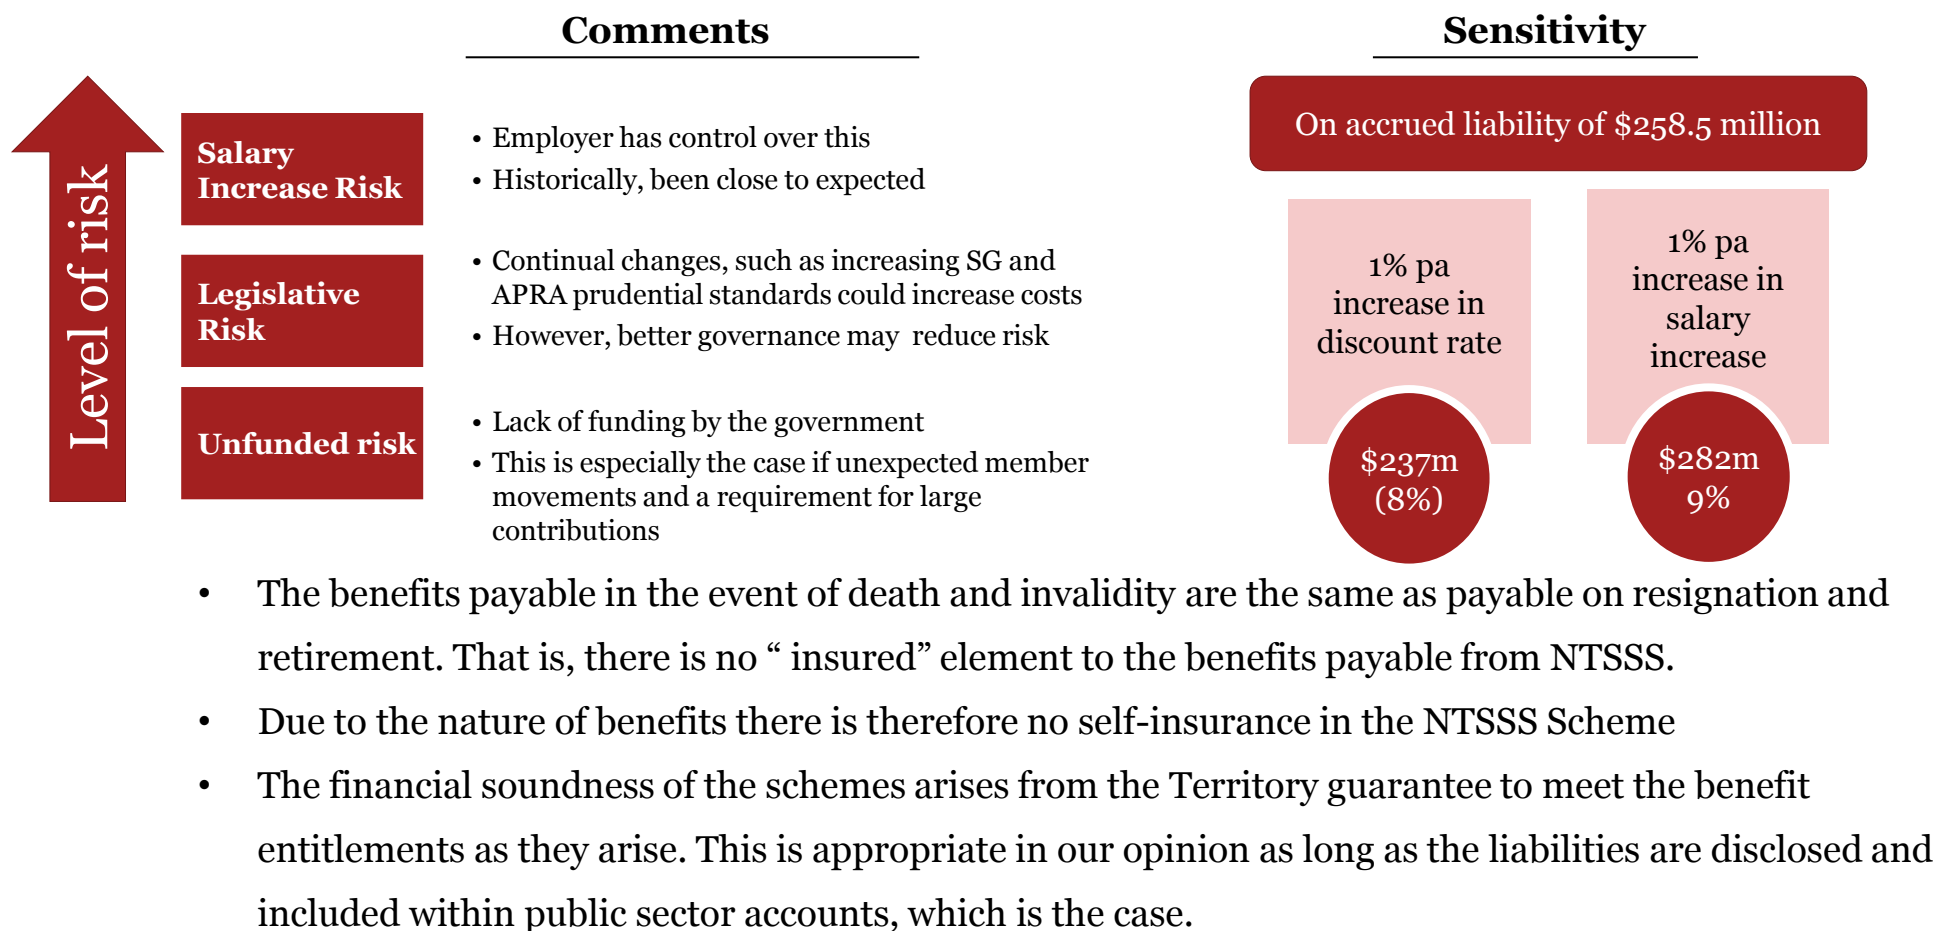 Comments
Sensitivity
Level of risk
Salary
Increase Risk
• Employer has control over this
• Historically, been close to expected
Legislative
Risk
• Continual changes, such as increasing SG and
APRA prudential standards could increase costs
• However, better governance may  reduce risk
Unfunded risk
• Lack of funding by the government
• This is especially the case if unexpected member
movements and a requirement for large
contributions
On accrued liability of $258.5 million
1% pa
increase in
discount rate
$237m
(8%)
1% pa
increase in
salary
increase
$282m
9%
• The benefits payable in the event of death and invalidity are the same as payable on resignation and
retirement. That is, there is no “ insured” element to the benefits payable from NTSSS.
• Due to the nature of benefits there is therefore no self-insurance in the NTSSS Scheme
• The financial soundness of the schemes arises from the Territory guarantee to meet the benefit
entitlements as they arise. This is appropriate in our opinion as long as the liabilities are disclosed and
included within public sector accounts, which is the case.